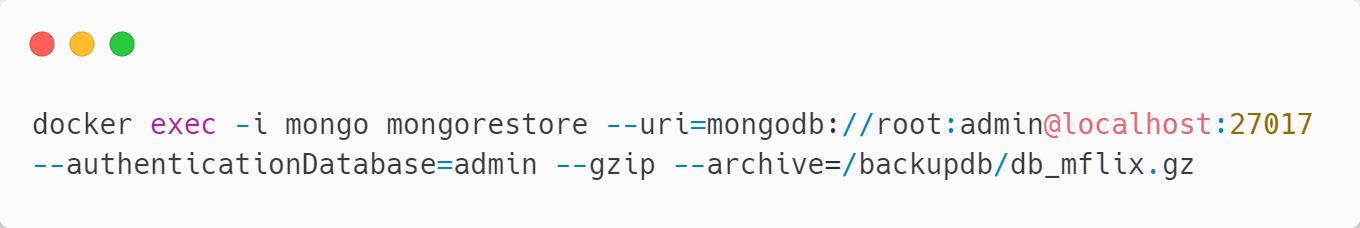 docker exec -i mongo mongorestore --uri=mongodb://root:admin@localhost:27017
--authenticationDatabase=admin --gzip --archive=/backupdb/db_mflix.gz